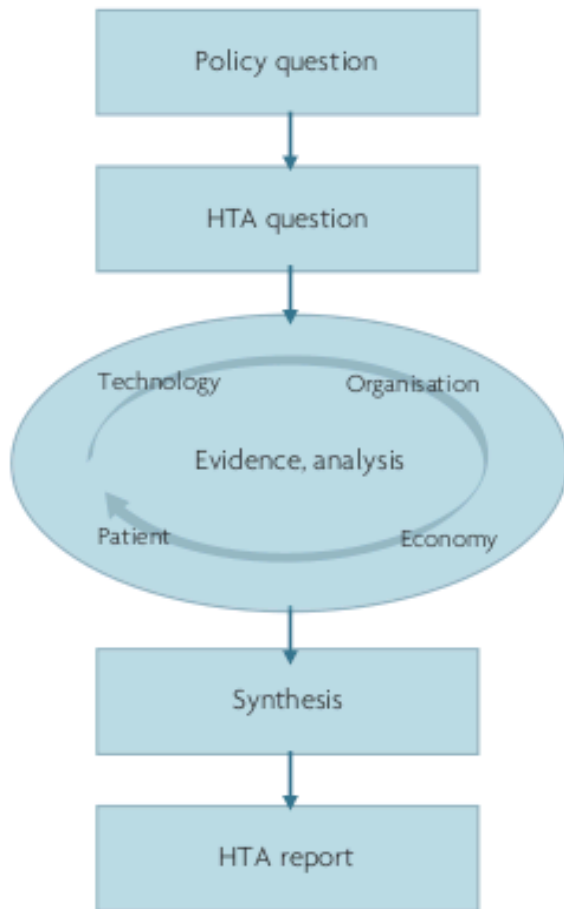 Policy question
HTA question
Technology
Organisation
Evidence, analysis
Patient
Economy
Synthesis
HTA report